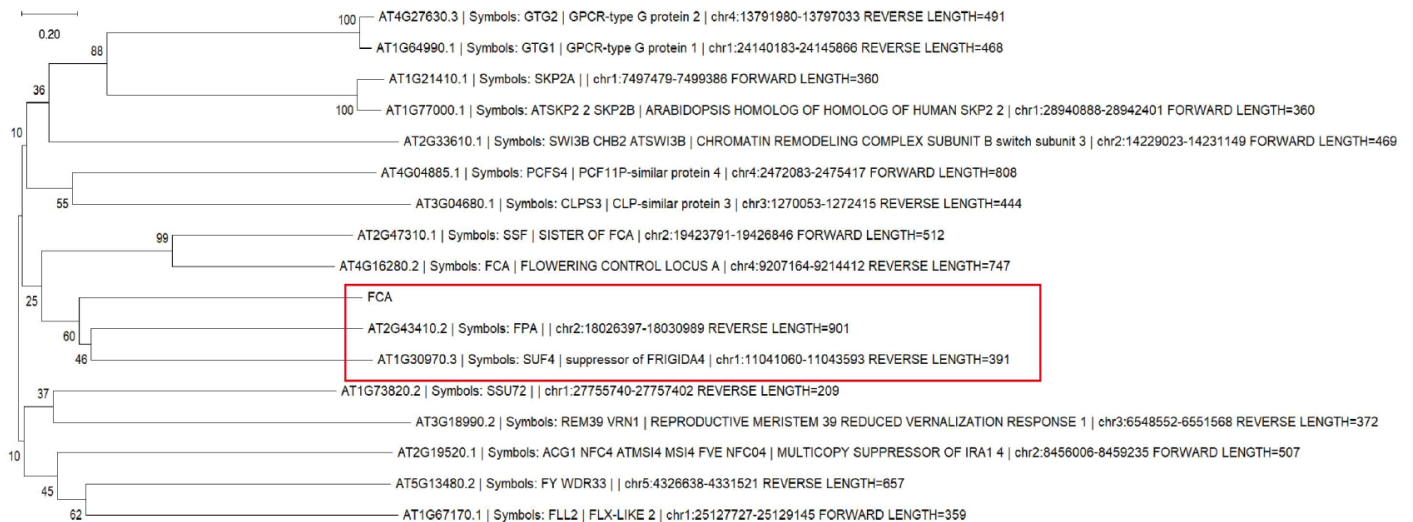 AT4G27630.3 | Symbols: GTG2 | GPCR-type G protein 2 | chr4:13791980-13797033 REVERSE LENGTH=491
100
0.20
88
AT1G64990.1 | Symbols: GTG1 | GPCR-type G protein 1 | chr1:24140183-24145866 REVERSE LENGTH=468
AT1G21410.1 | Symbols: SKP2A | | chr1:7497479-7499386 FORWARD LENGTH=360
36
100
AT1G77000.1 | Symbols: ATSKP2 2 SKP2B | ARABIDOPSIS HOMOLOG OF HOMOLOG OF HUMAN SKP2 2 | chr1:28940888-28942401 FORWARD LENGTH=360
10
AT2G33610.1 | Symbols: SWI3B CHB2 ATSWI3B | CHROMATIN REMODELING COMPLEX SUBUNIT B switch subunit 3 | chr2:14229023-14231149 FORWARD LENGTH=469
AT4G04885.1 | Symbols: PCFS4 | PCF11P-similar protein 4 | chr4:2472083-2475417 FORWARD LENGTH=808
55
AT3G04680.1 | Symbols: CLPS3 | CLP-similar protein 3 | chr3:1270053-1272415 REVERSE LENGTH=444
99
AT2G47310.1 | Symbols: SSF | SISTER OF FCA | chr2:19423791-19426846 FORWARD LENGTH=512
AT4G16280.2 | Symbols: FCA | FLOWERING CONTROL LOCUS A | chr4:9207164-9214412 REVERSE LENGTH=747
25
FCA
60
AT2G43410.2 | Symbols: FPA | | chr2:18026397-18030989 REVERSE LENGTH=901
46
AT1G30970.3 | Symbols: SUF4 | suppressor of FRIGIDA4 | chr1:11041060-11043593 REVERSE LENGTH=391
37
AT1G73820.2 | Symbols: SSU72 | | chr1:27755740-27757402 REVERSE LENGTH=209
AT3G18990.2 | Symbols: REM39 VRN1 | REPRODUCTIVE MERISTEM 39 REDUCED VERNALIZATION RESPONSE 1 | chr3:6548552-6551568 REVERSE LENGTH=372
10
AT2G19520.1 | Symbols: ACG1 NFC4 ATMSI4 MSI4 FVE NFC04 | MULTICOPY SUPPRESSOR OF IRA1 4 | chr2:8456006-8459235 FORWARD LENGTH=507
45
AT5G13480.2 | Symbols: FY WDR33 | | chr5:4326638-4331521 REVERSE LENGTH=657
62
AT1G67170.1 | Symbols: FLL2 | FLX-LIKE 2 | chr1:25127727-25129145 FORWARD LENGTH=359